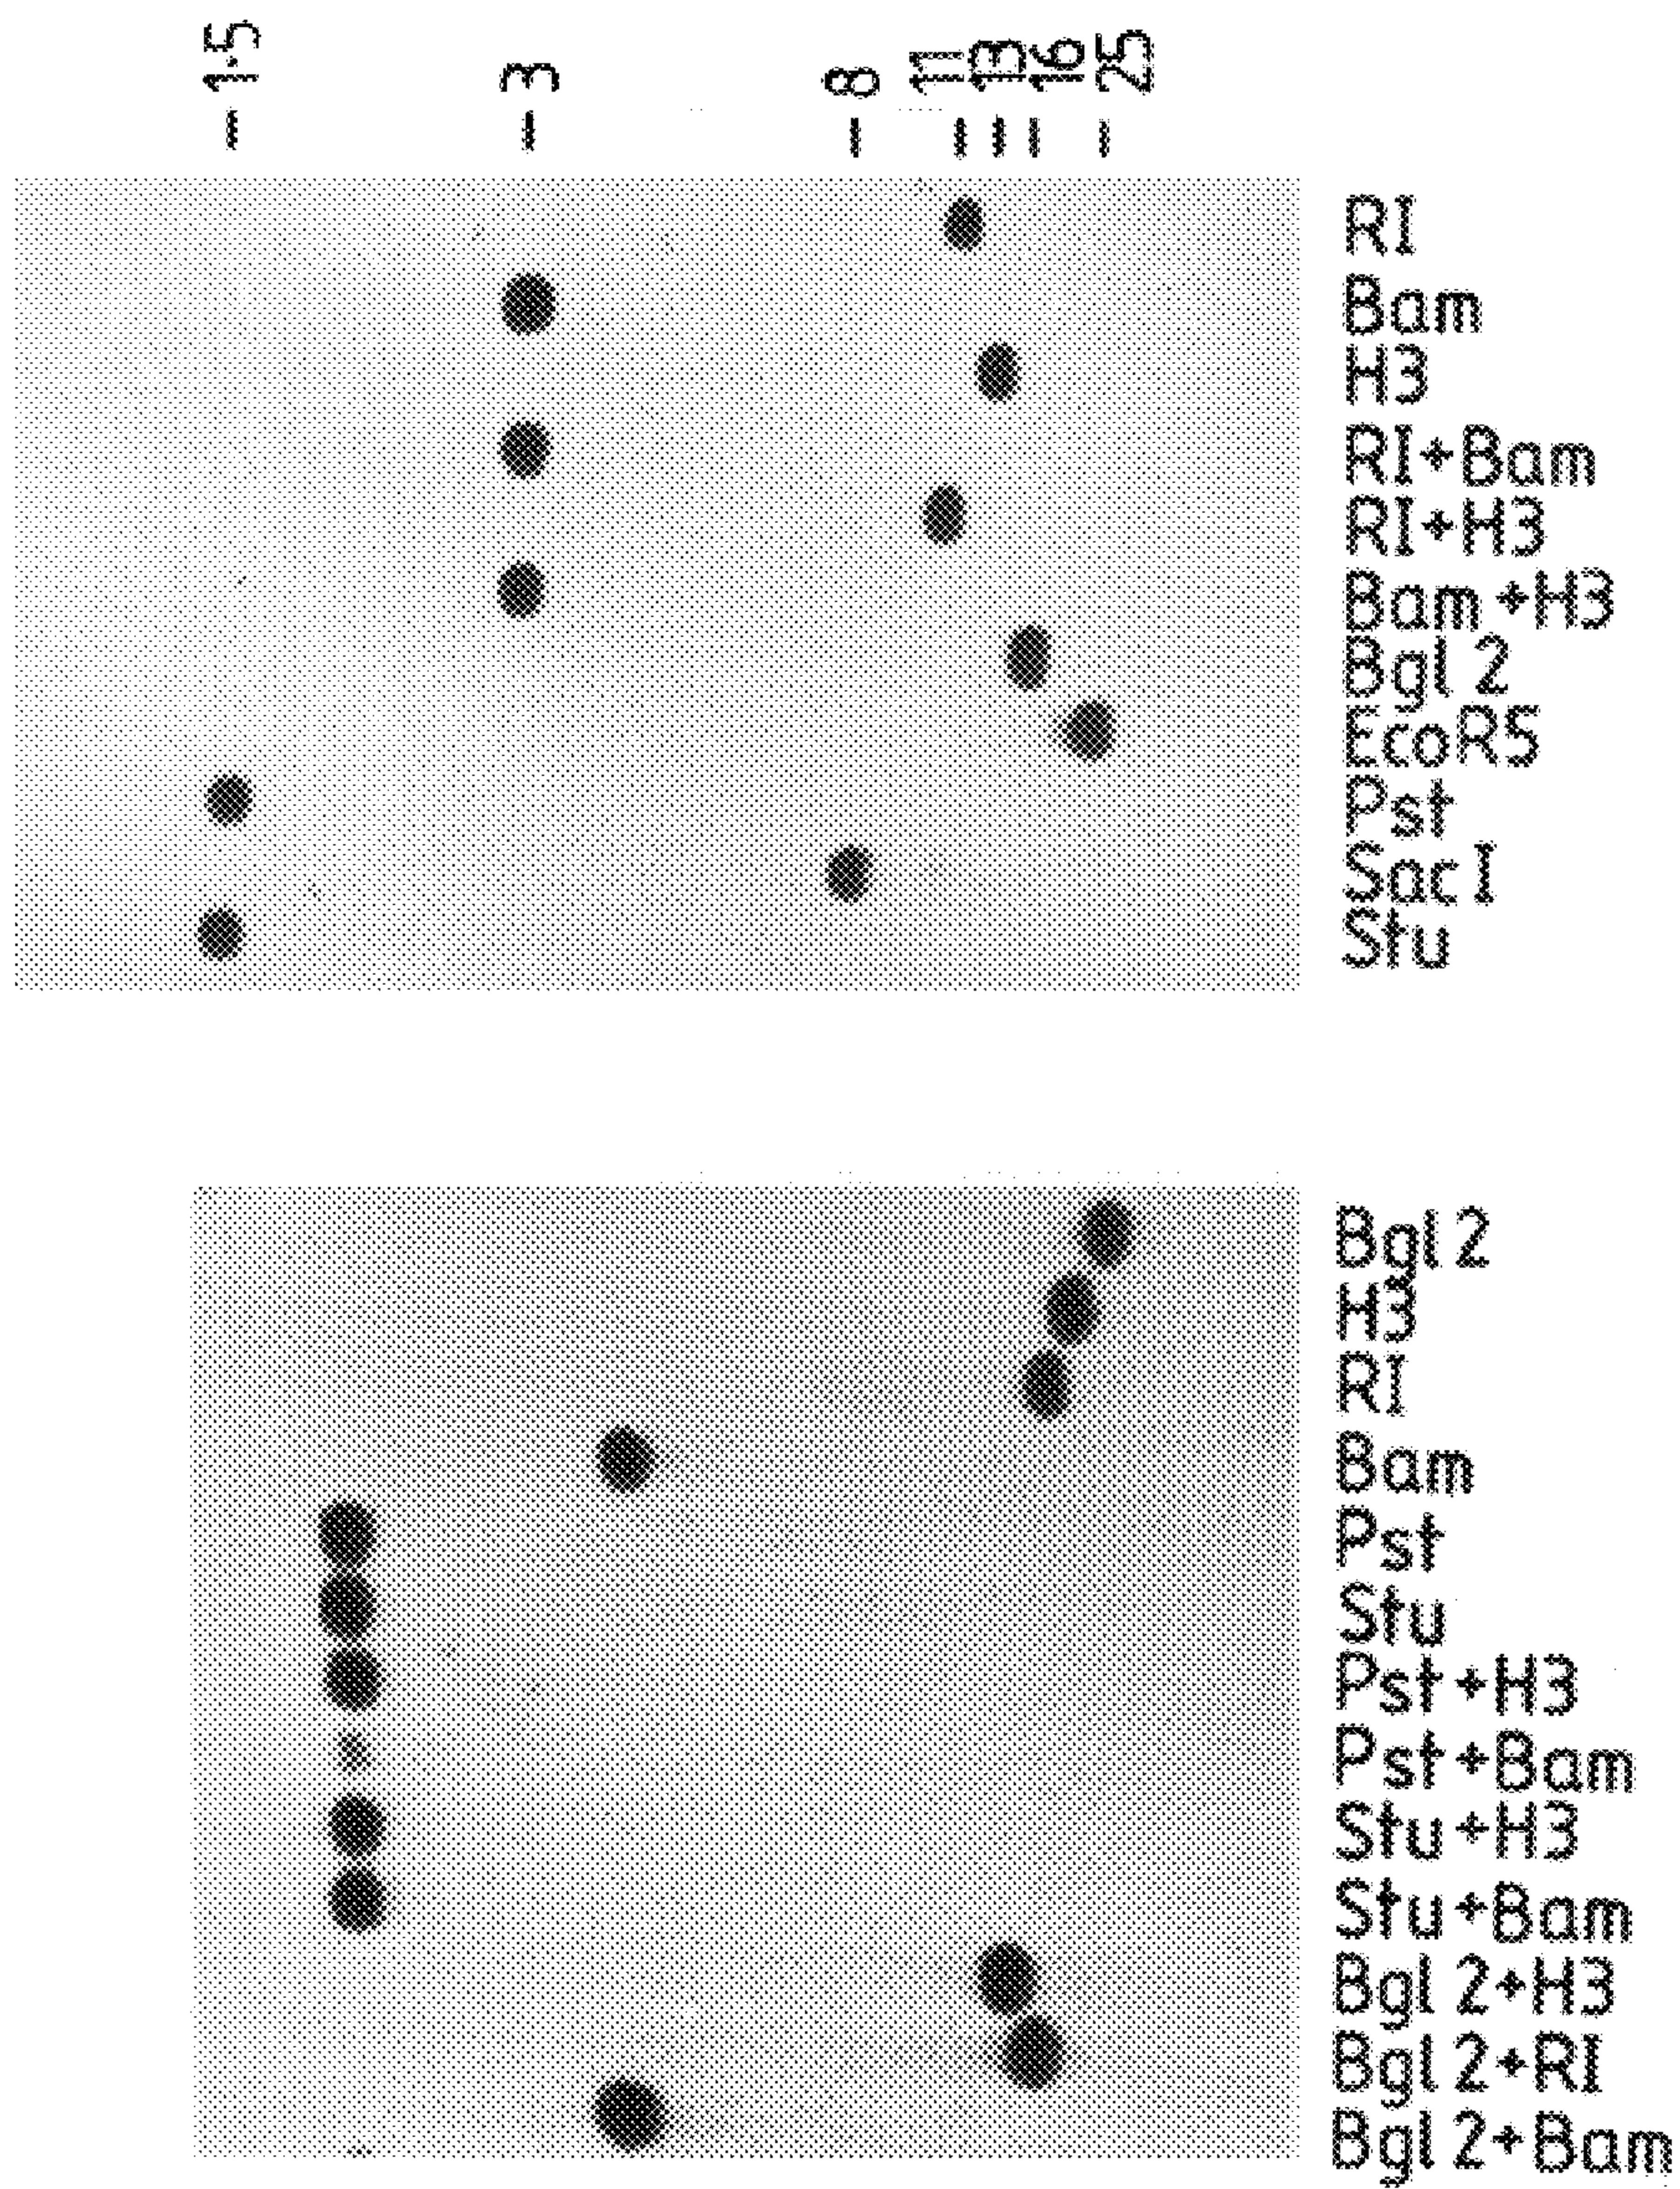 1·5 3 8 11 13 16 25
RI
Bam
H3
RI+Bam
RI+H3
Bam+H3
Bgl 2
EcoR5
Pst
Sac I
Stu
Bgl 2
H3
RI
Bam
Pst
Stu
Pst+H3
Pst+Bam
Stu+H3
Stu+Bam
Bgl 2+H3
Bgl 2+RI
Bgl 2+Bam